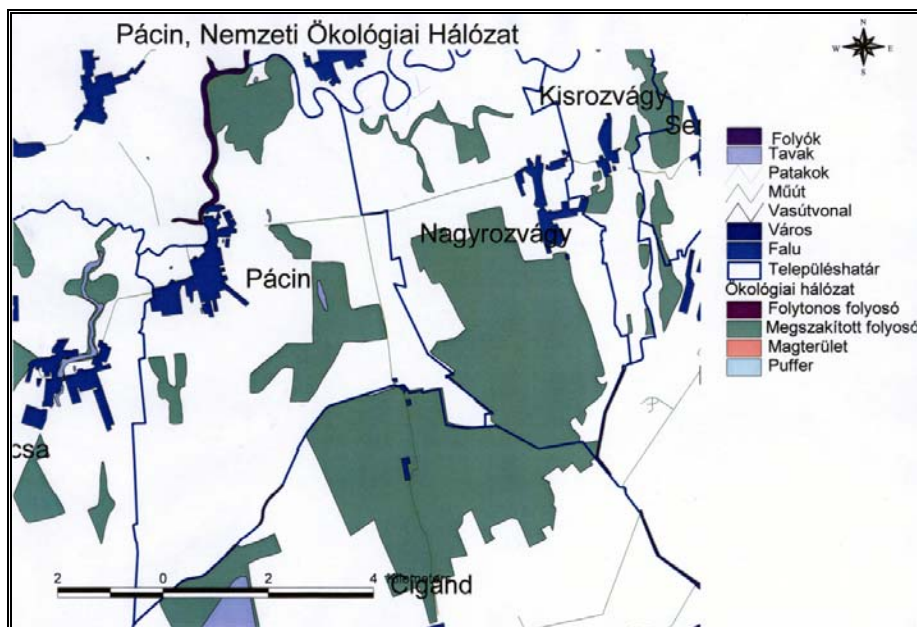 Pácin, Nemzeti Ökológiai Hálózat
N
W E
S
Kisrozvágy
Nagyrozvágy
Pácin
csa
Cigánd
Folyók
Tavak
Patakok
Műút
Vasútvonal
Város
Falu
Településhatár
Ökológiai hálózat
Folytonos folyosó
Megszakított folyosó
Magterület
Puffer
2 0 2 4